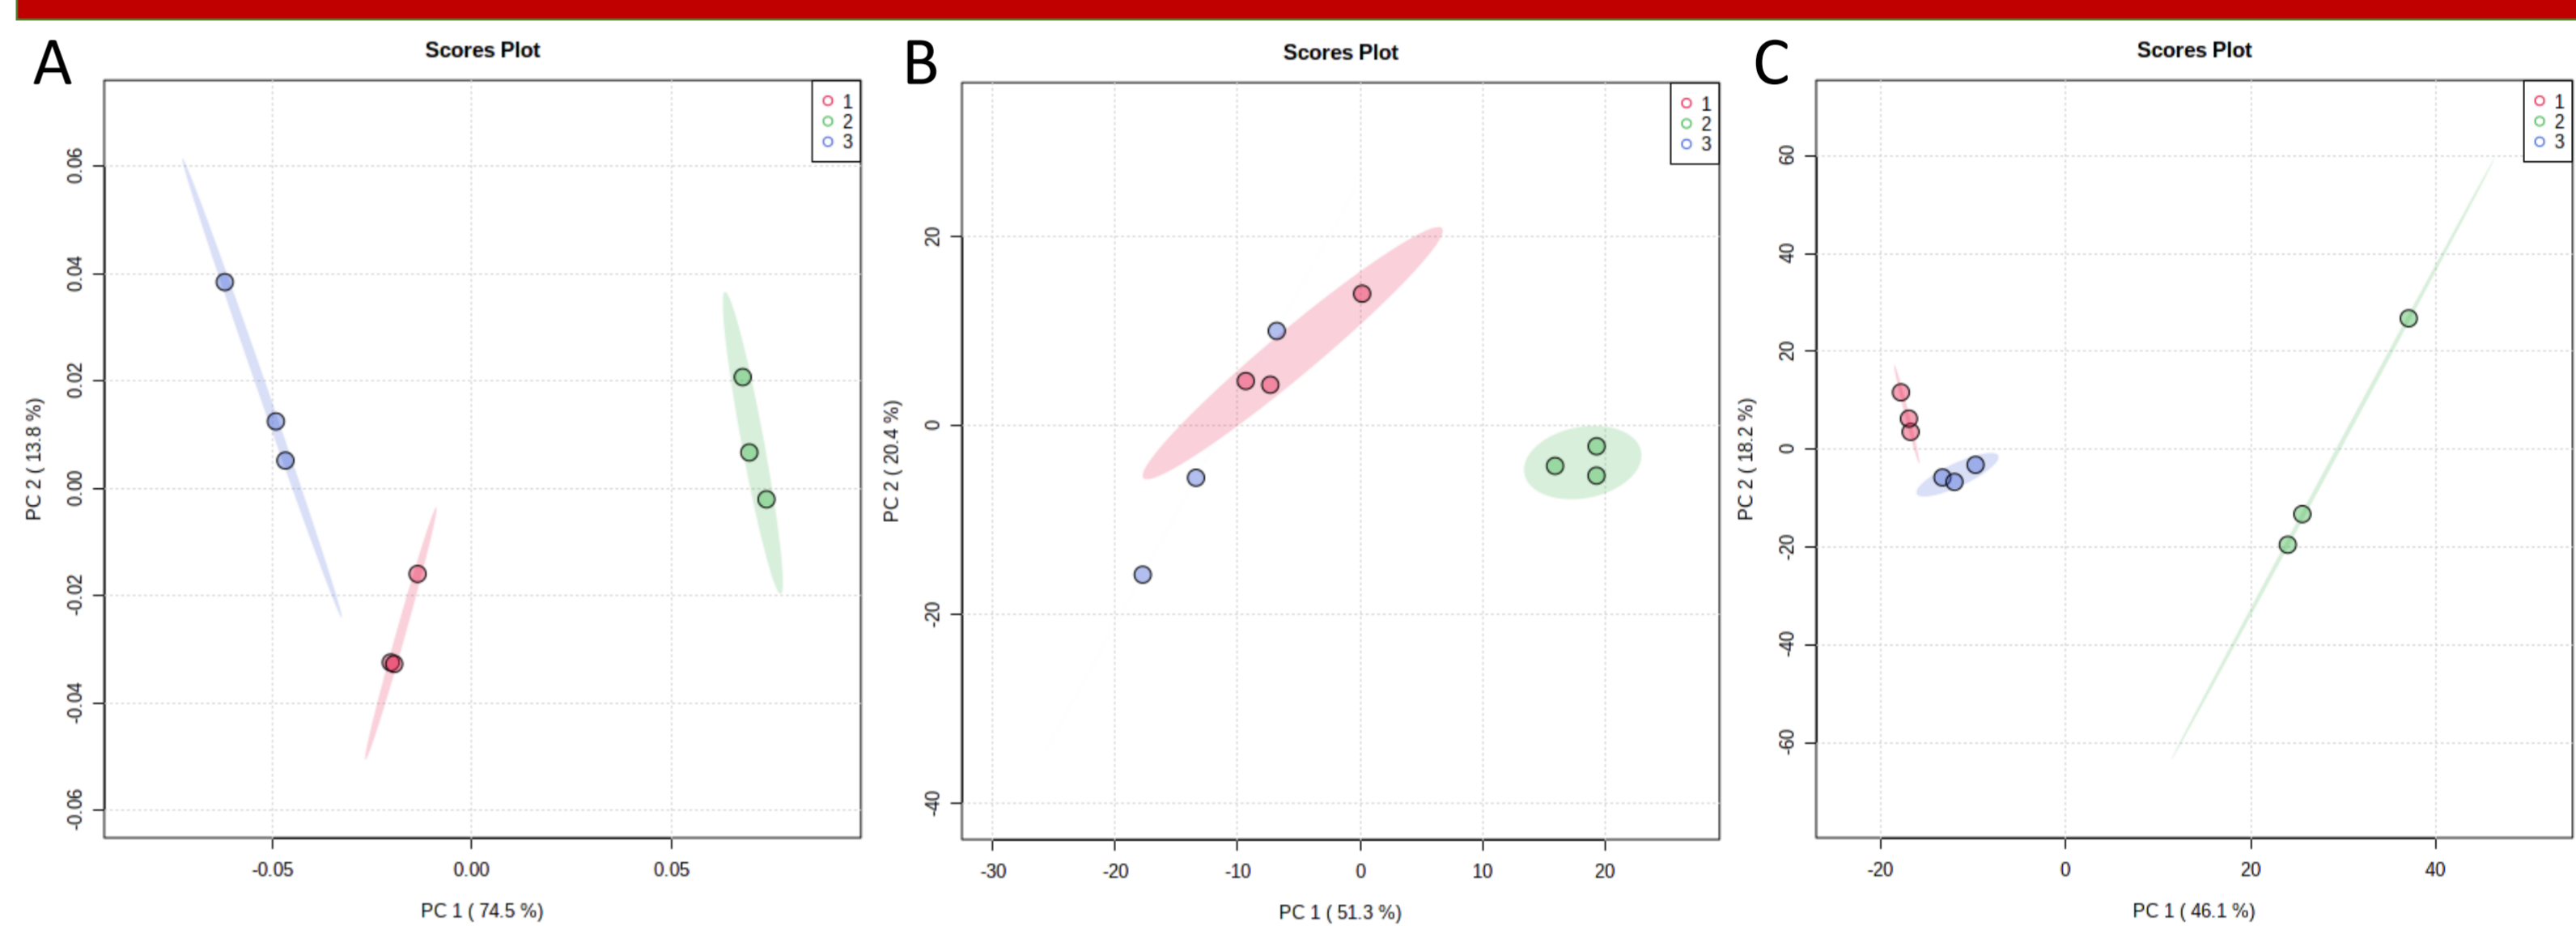 A
Scores Plot
1
2
3
0.06
0.04
0.02
0.00
-0.02
-0.04
-0.06
PC 2 ( 13.8 %)
-0.05 0.00 0.05
PC 1 ( 74.5 %)
B
Scores Plot
1
2
3
20
0
-20
-40
PC 2 ( 20.4 %)
-30 -20 -10 0 10 20
PC 1 ( 51.3 %)
C
Scores Plot
1
2
3
60
40
20
0
-20
-40
-60
PC 2 ( 18.2 %)
-20 0 20 40
PC 1 ( 46.1 %)